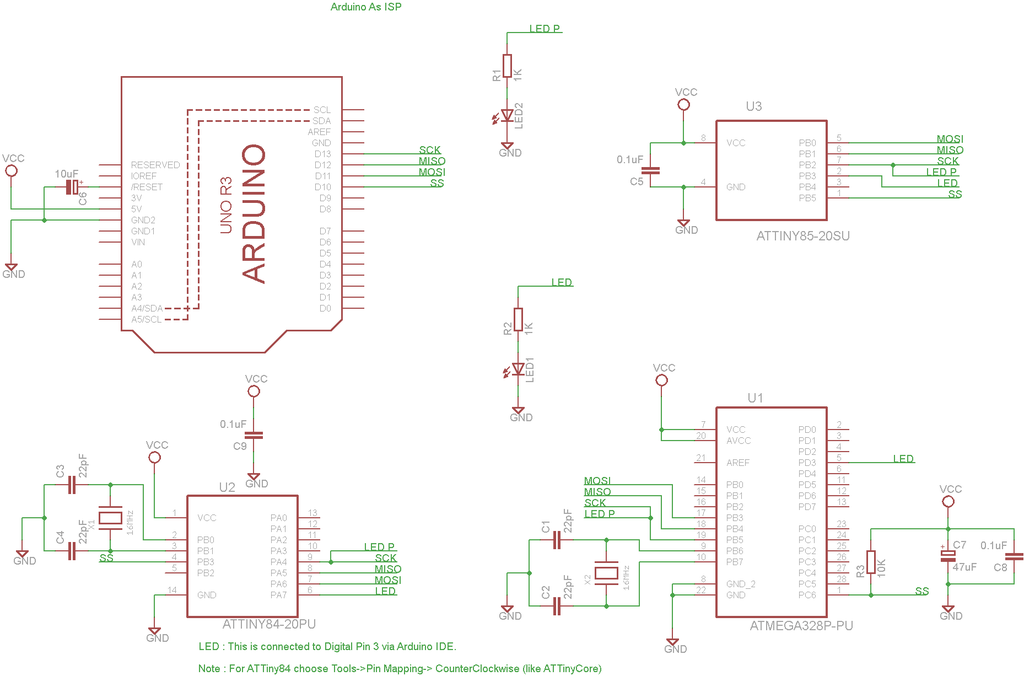 Arduino As ISP
LED P
R1
1K
LED2
GND
VCC
10uF
+
C6
GND
RESERVED
IOREF
/RESET
3V
5V
GND2
GND1
VIN
A0
A1
A2
A3
A4/SDA
A5/SCL
UNO R3
ARDUINO
SCL
SDA
AREF
GND
D13
D12
D11
D10
D9
D8
D7
D6
D5
D4
D3
D2
D1
D0
SCK
MISO
MOSI
SS
VCC
U3
0.1uF
C5
GND
8
4
VCC
GND
PB0
PB1
PB2
PB3
PB4
PB5
5
6
7
2
3
1
MOSI
MISO
SCK
LED P
LED
SS
ATTINY85-20SU
LED
R2
1K
LED1
GND
VCC
0.1uF
C9
GND
VCC
U2
C3
22pF
X1
16MHz
C4
22pF
GND
SS
1
2
3
4
5
14
VCC
PB0
PB1
PB3
PB2
GND
PA0
PA1
PA2
PA3
PA4
PA5
PA6
PA7
13
12
11
10
9
8
7
6
LED P
SCK
MISO
MOSI
LED
GND
ATTINY84-20PU
VCC
U1
MOSI
MISO
SCK
LED P
C1
22pF
X2
16MHz
C2
22pF
GND
7
20
21
14
15
16
17
18
19
9
10
8
22
VCC
AVCC
AREF
PB0
PB1
PB2
PB3
PB4
PB5
PB6
PB7
GND_2
GND
PD0
PD1
PD2
PD3
PD4
PD5
PD6
PD7
PC0
PC1
PC2
PC3
PC4
PC5
PC6
2
3
4
5
6
11
12
13
23
24
25
26
27
28
1
LED
VCC
R3
10K
+
C7
47uF
0.1uF
C8
SS
GND
GND
ATMEGA328P-PU
LED : This is connected to Digital Pin 3 via Arduino IDE.
Note : For ATTiny84 choose Tools->Pin Mapping-> CounterClockwise (like ATTinyCore)